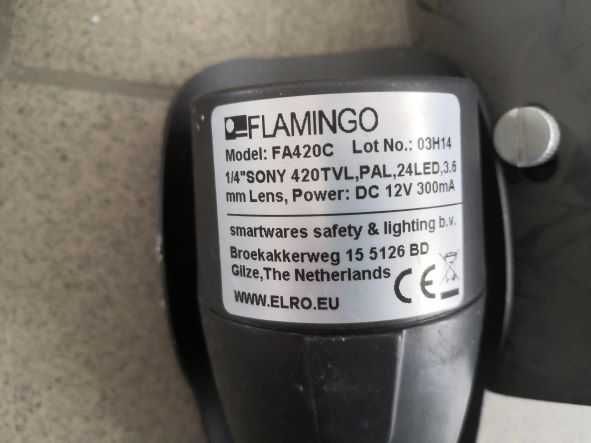 FLAMINGO
Model: FA420C Lot No.: 03H14
1/4"SONY 420TVL,PAL,24LED,3.6
mm Lens, Power: DC 12V 300mA
smartwares safety & lighting b.v.
Broekakkerweg 15 5126 BD
Gilze,The Netherlands
CE
WWW.ELRO.EU